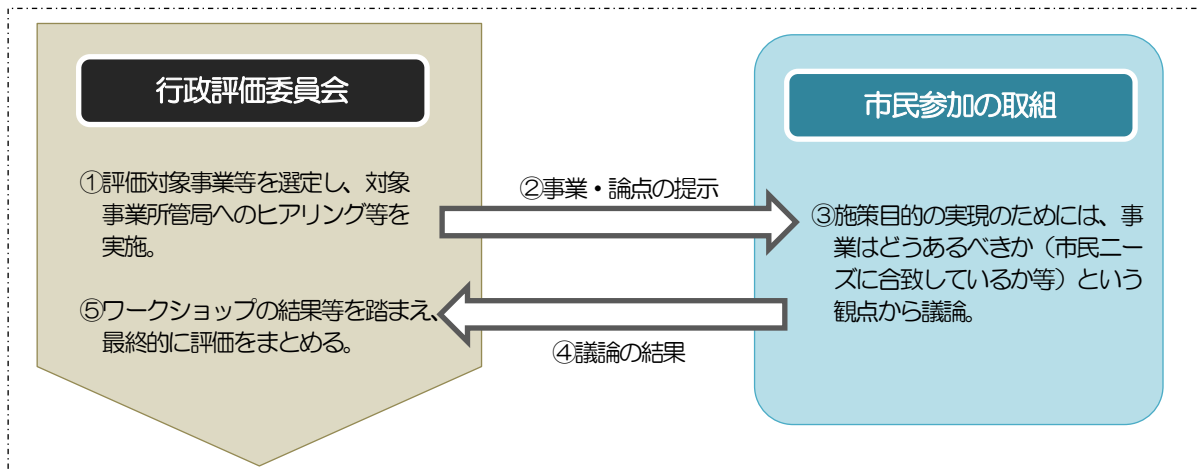 行政評価委員会
①評価対象事業等を選定し、対象
事業所管局へのヒアリング等を
実施。
②事業・論点の提示
市民参加の取組
③施策目的の実現のためには、事
業はどうあるべきか（市民ニー
ズに合致しているか等）という
観点から議論。
④議論の結果
⑤ワークショップの結果等を踏まえ、
最終的に評価をまとめる。